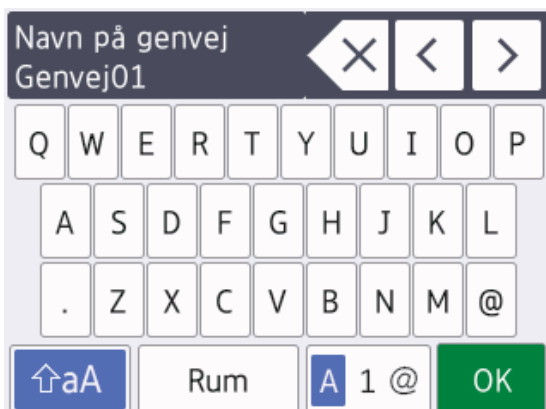 Navn på genvej
Genvej01
Q W E R T Y U I O P
A S D F G H J K L
. Z X C V B N M @
aA Rum A 1 @ OK